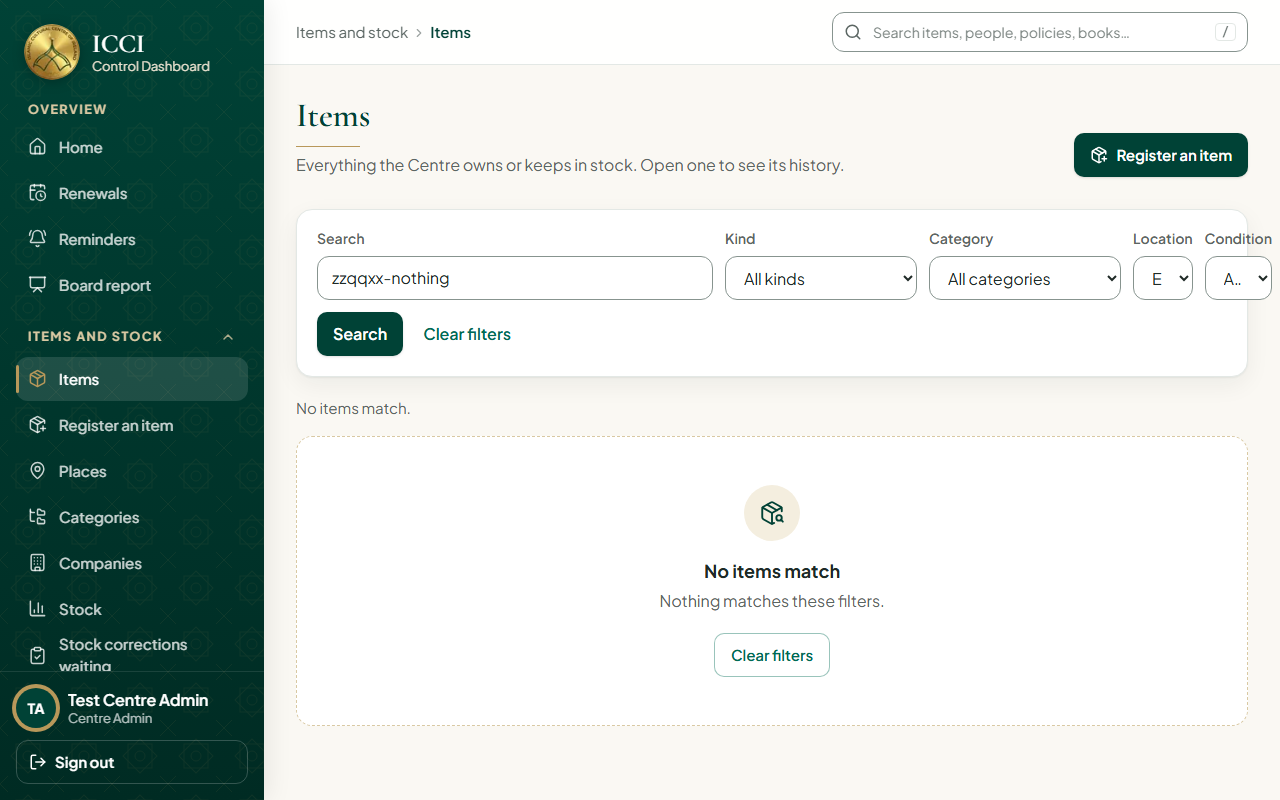 ICCI
Control Dashboard
OVERVIEW
Home
Renewals
Reminders
Board report
ITEMS AND STOCK
Items
Register an item
Places
Categories
Companies
Stock
Stock corrections
waiting
TA
Test Centre Admin
Centre Admin
Sign out
Items and stock > Items
Search items, people, policies, books...
/
Items
Everything the Centre owns or keeps in stock. Open one to see its history.
Register an item
Search
Kind
Category
Location
Condition
zzqqxx-nothing
All kinds
All categories
E
A..
Search
Clear filters
No items match.
No items match
Nothing matches these filters.
Clear filters